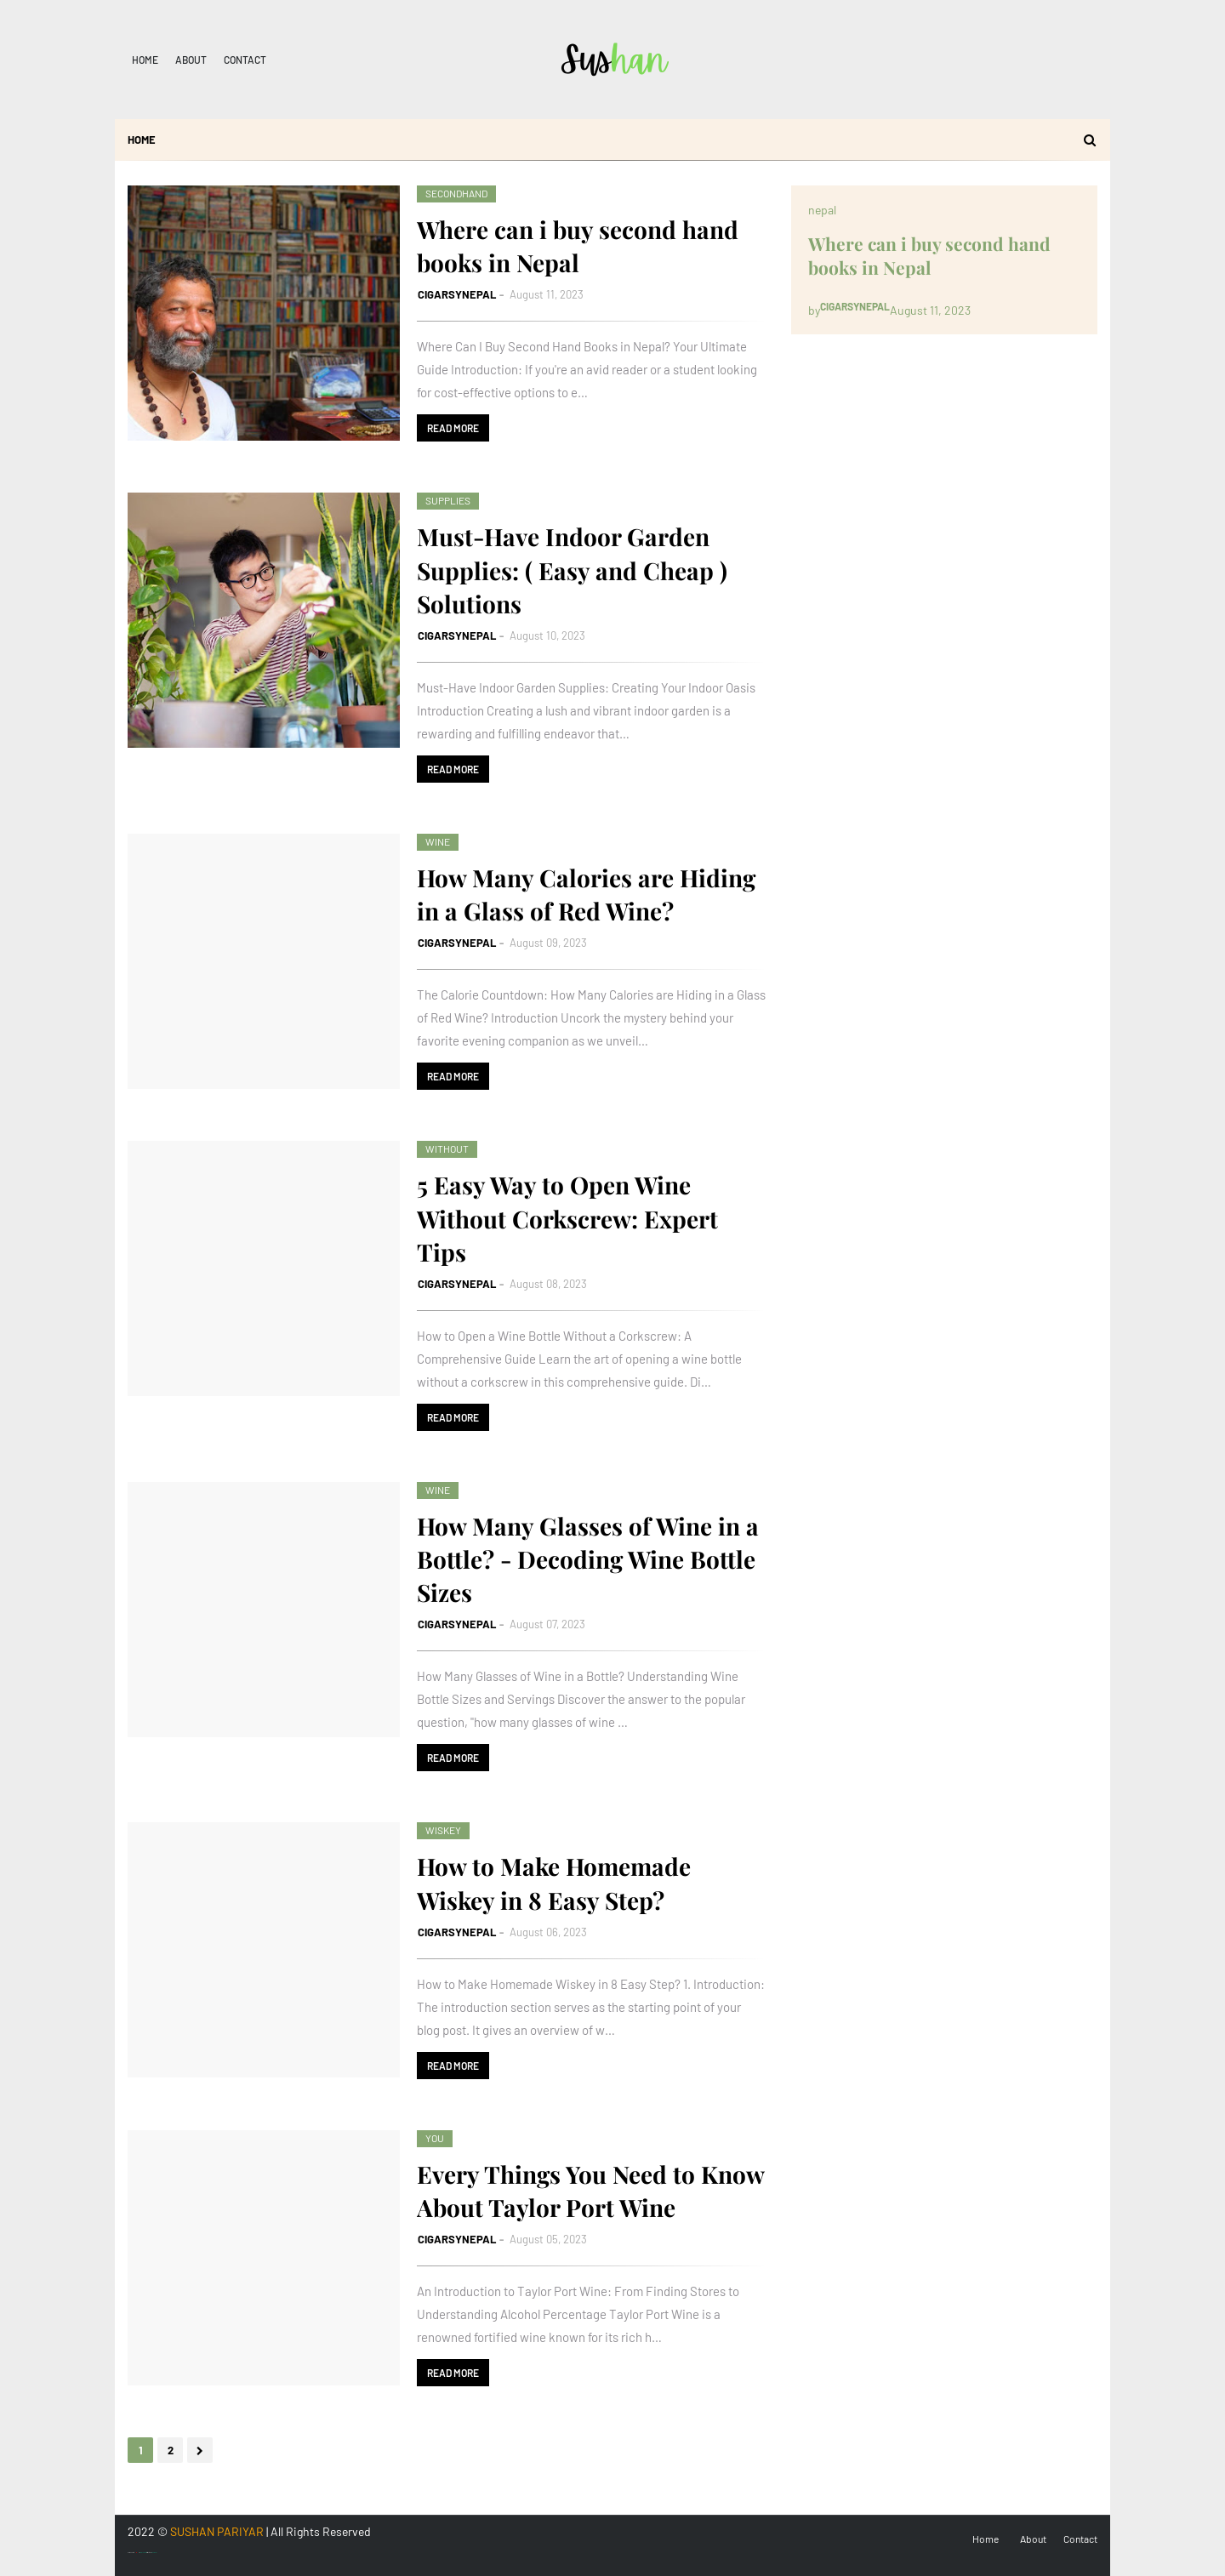 HOME ABOUT CONTACT
Sushan
HOME
SECONDHAND
Where can i buy second hand
books in Nepal
CIGARSYNEPAL - August 11, 2023
Where Can I Buy Second Hand Books in Nepal? Your Ultimate
Guide Introduction: If you're an avid reader or a student looking
for cost-effective options to e...
READ MORE
SUPPLIES
Must-Have Indoor Garden
Supplies: ( Easy and Cheap )
Solutions
CIGARSYNEPAL - August 10, 2023
Must-Have Indoor Garden Supplies: Creating Your Indoor Oasis
Introduction Creating a lush and vibrant indoor garden is a
rewarding and fulfilling endeavor that...
READ MORE
WINE
How Many Calories are Hiding
in a Glass of Red Wine?
CIGARSYNEPAL - August 09, 2023
The Calorie Countdown: How Many Calories are Hiding in a Glass
of Red Wine? Introduction Uncork the mystery behind your
favorite evening companion as we unveil...
READ MORE
WITHOUT
5 Easy Way to Open Wine
Without Corkscrew: Expert
Tips
CIGARSYNEPAL - August 08, 2023
How to Open a Wine Bottle Without a Corkscrew: A
Comprehensive Guide Learn the art of opening a wine bottle
without a corkscrew in this comprehensive guide. Di...
READ MORE
WINE
How Many Glasses of Wine in a
Bottle? - Decoding Wine Bottle
Sizes
CIGARSYNEPAL - August 07, 2023
How Many Glasses of Wine in a Bottle? Understanding Wine
Bottle Sizes and Servings Discover the answer to the popular
question, "how many glasses of wine ...
READ MORE
WISKEY
How to Make Homemade
Wiskey in 8 Easy Step?
CIGARSYNEPAL - August 06, 2023
How to Make Homemade Wiskey in 8 Easy Step? 1. Introduction:
The introduction section serves as the starting point of your
blog post. It gives an overview of w...
READ MORE
YOU
Every Things You Need to Know
About Taylor Port Wine
CIGARSYNEPAL - August 05, 2023
An Introduction to Taylor Port Wine: From Finding Stores to
Understanding Alcohol Percentage Taylor Port Wine is a
renowned fortified wine known for its rich h...
READ MORE
1 2
nepal
Where can i buy second hand
books in Nepal
by CIGARSYNEPAL August 11, 2023
2022 © SUSHAN PARIYAR | All Rights Reserved
Home About Contact